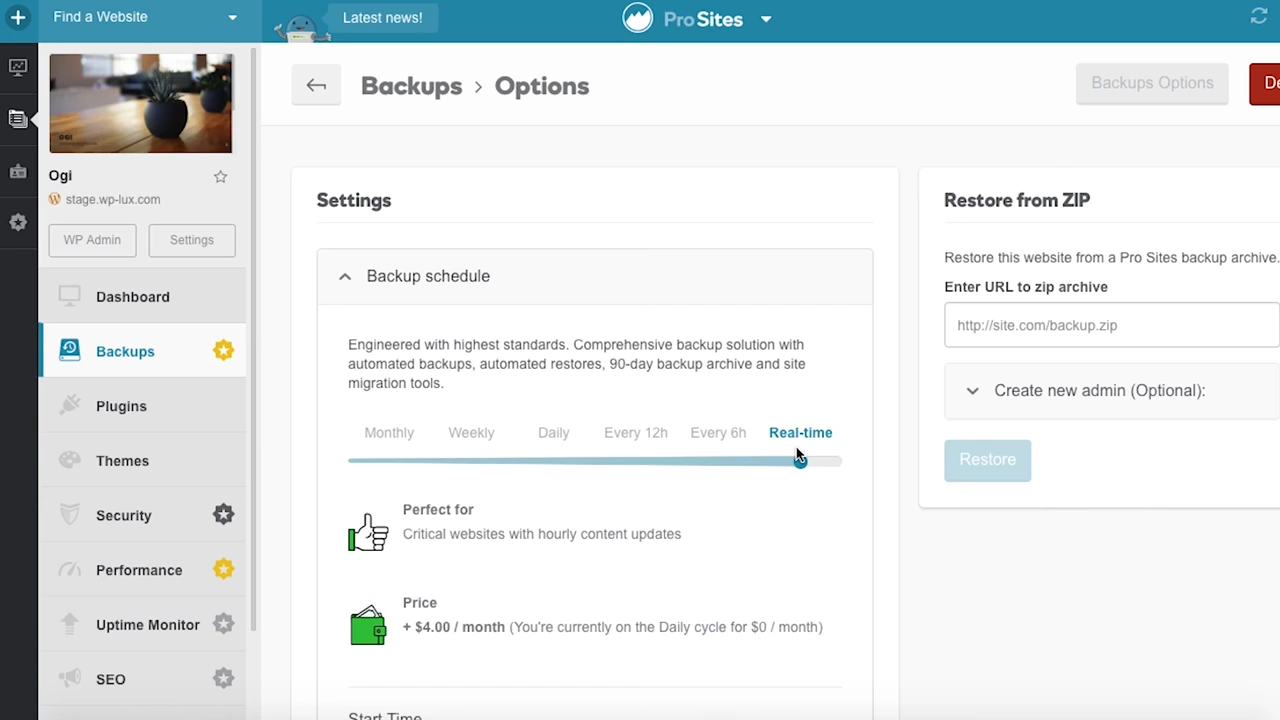 Find a Website
Latest news!
ProSites
Backups > Options
Backups Options
De
OGI
Ogi
stage.wp-lux.com
WP Admin
Settings
Dashboard
Backups
Plugins
Themes
Security
Performance
Uptime Monitor
SEO
Settings
Backup schedule
Engineered with highest standards. Comprehensive backup solution with
automated backups, automated restores, 90-day backup archive and site
migration tools.
Monthly Weekly Daily Every 12h Every 6h Real-time
Perfect for
Critical websites with hourly content updates
Price
+ $4.00 / month (You're currently on the Daily cycle for $0 / month)
Start Time
Restore from ZIP
Restore this website from a Pro Sites backup archive.
Enter URL to zip archive
http://site.com/backup.zip
Create new admin (Optional):
Restore